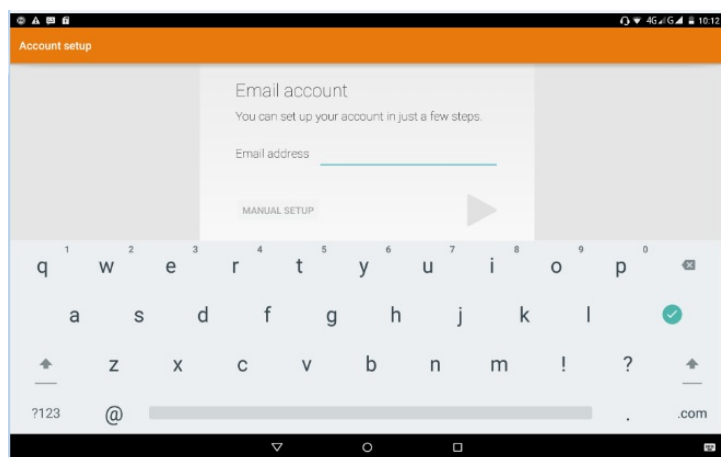 4G G 10:12
Account setup
Email account
You can set up your account in just a few steps.
Email address
MANUAL SETUP
1 2 3 4 5 6 7 8 9 0
q w e r t y u i o p
a s d f g h j k l
z x c v b n m ! ?
?123 @ . .com